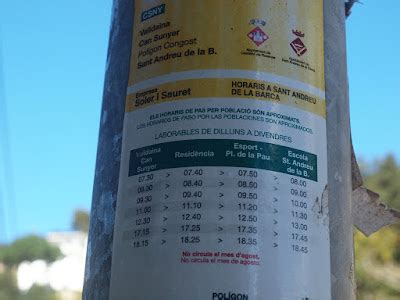 GSNY
Valldaina
Can Sunyer
Polígon Congost
Sant Andreu de la B.
Empresa
Soler i Sauret
HORARIS A SANT ANDREU
DE LA BARCA
ELS HORARIS DE PAS PER POBLACIÓ SÓN APROXIMATS.
LOS HORARIOS DE PASO POR LAS POBLACIONES SON APROXIMADOS.
LABORABLES DE DILLUNS A DIVENDRES
Valldaina Can Sunyer Residència Esport - Pl. de la Pau Escola St. Andreu de la B.
07.30 > 07.40 > 07.50 > 08.00
08.30 > 08.40 > 08.50 > 09.00
09.30 > 09.40 > 09.50 > 10.00
11.00 > 11.10 > 11.20 > 11.30
12.30 > 12.40 > 12.50 > 13.00
17.15 > 17.25 > 17.35 > 17.45
18.15 > 18.25 > 18.35 > 18.45
No circula el mes d'agost.
No circula el mes de agosto.
POLÍGON